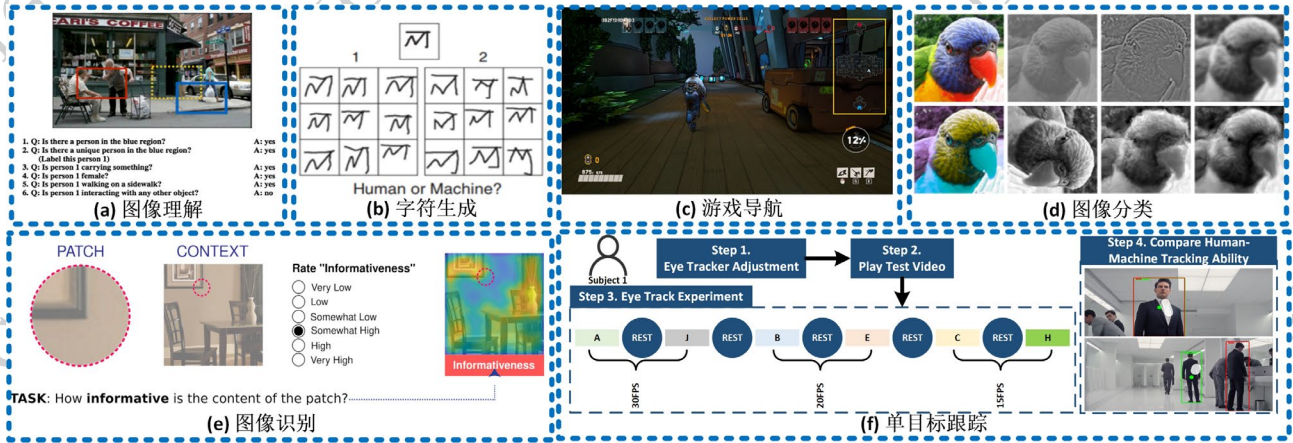 CARI'S COFFEE
1. Q: Is there a person in the blue region? A: yes
2. Q: Is there a unique person in the blue region? A: yes
(Label this person 1)
3. Q: Is person 1 carrying something? A: yes
4. Q: Is person 1 female? A: yes
5. Q: Is person 1 walking on a sidewalk? A: yes
6. Q: Is person 1 interacting with any other object? A: no
(a) 图像理解
1 2
Human or Machine?
(b) 字符生成
12%
0
(c) 游戏导航
(d) 图像分类
PATCH CONTEXT
Rate "Informativeness"
Very Low
Low
Somewhat Low
Somewhat High
High
Very High
Informativeness
TASK: How informative is the content of the patch?
(e) 图像识别
Subject 1
Step 1.
Eye Tracker Adjustment
Step 2.
Play Test Video
Step 3. Eye Track Experiment
A REST J REST B REST E REST C REST H
30FPS 20FPS 15FPS
Step 4. Compare Human-
Machine Tracking Ability
(f) 单目标跟踪